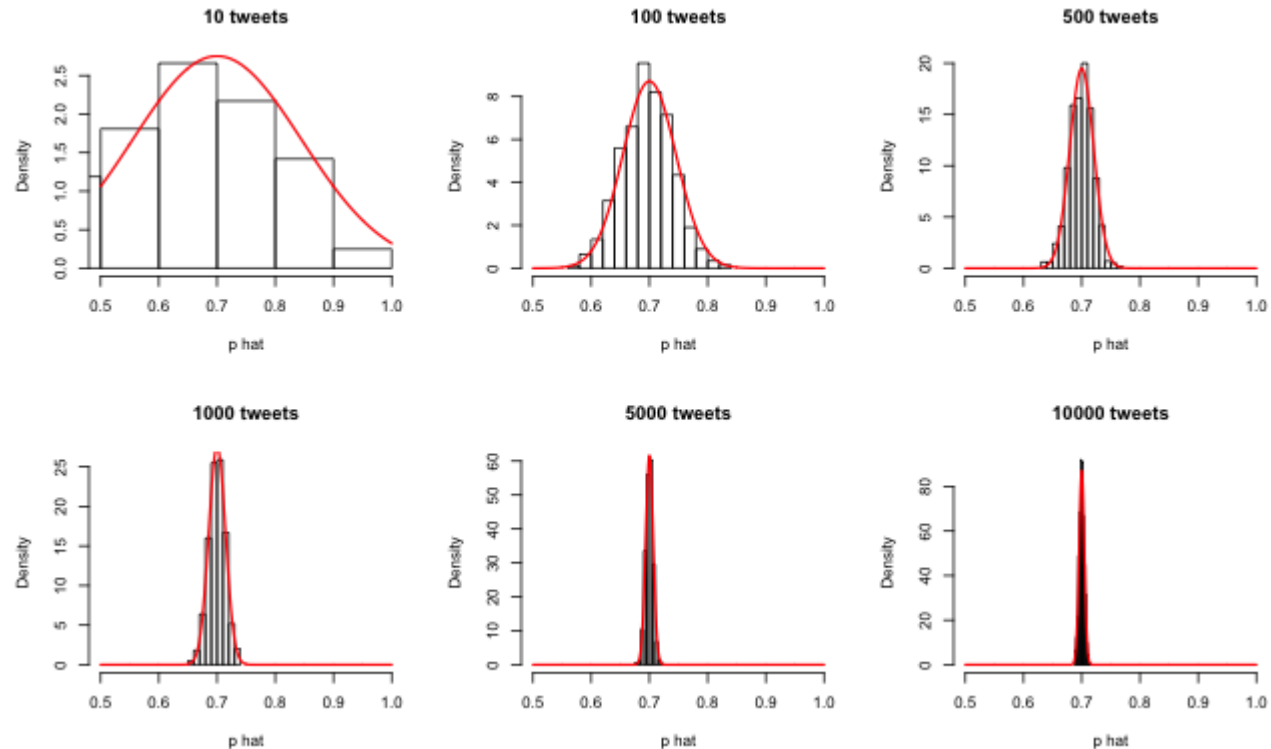 10 tweets
100 tweets
500 tweets
Density
0.0 0.5 1.0 1.5 2.0 2.5
0.5 0.6 0.7 0.8 0.9 1.0
p hat
Density
0 2 4 6 8
0.5 0.6 0.7 0.8 0.9 1.0
p hat
Density
0 5 10 15 20
0.5 0.6 0.7 0.8 0.9 1.0
p hat
1000 tweets
5000 tweets
10000 tweets
Density
0 5 10 15 20 25
0.5 0.6 0.7 0.8 0.9 1.0
p hat
Density
0 10 20 30 40 50 60
0.5 0.6 0.7 0.8 0.9 1.0
p hat
Density
0 20 40 60 80
0.5 0.6 0.7 0.8 0.9 1.0
p hat